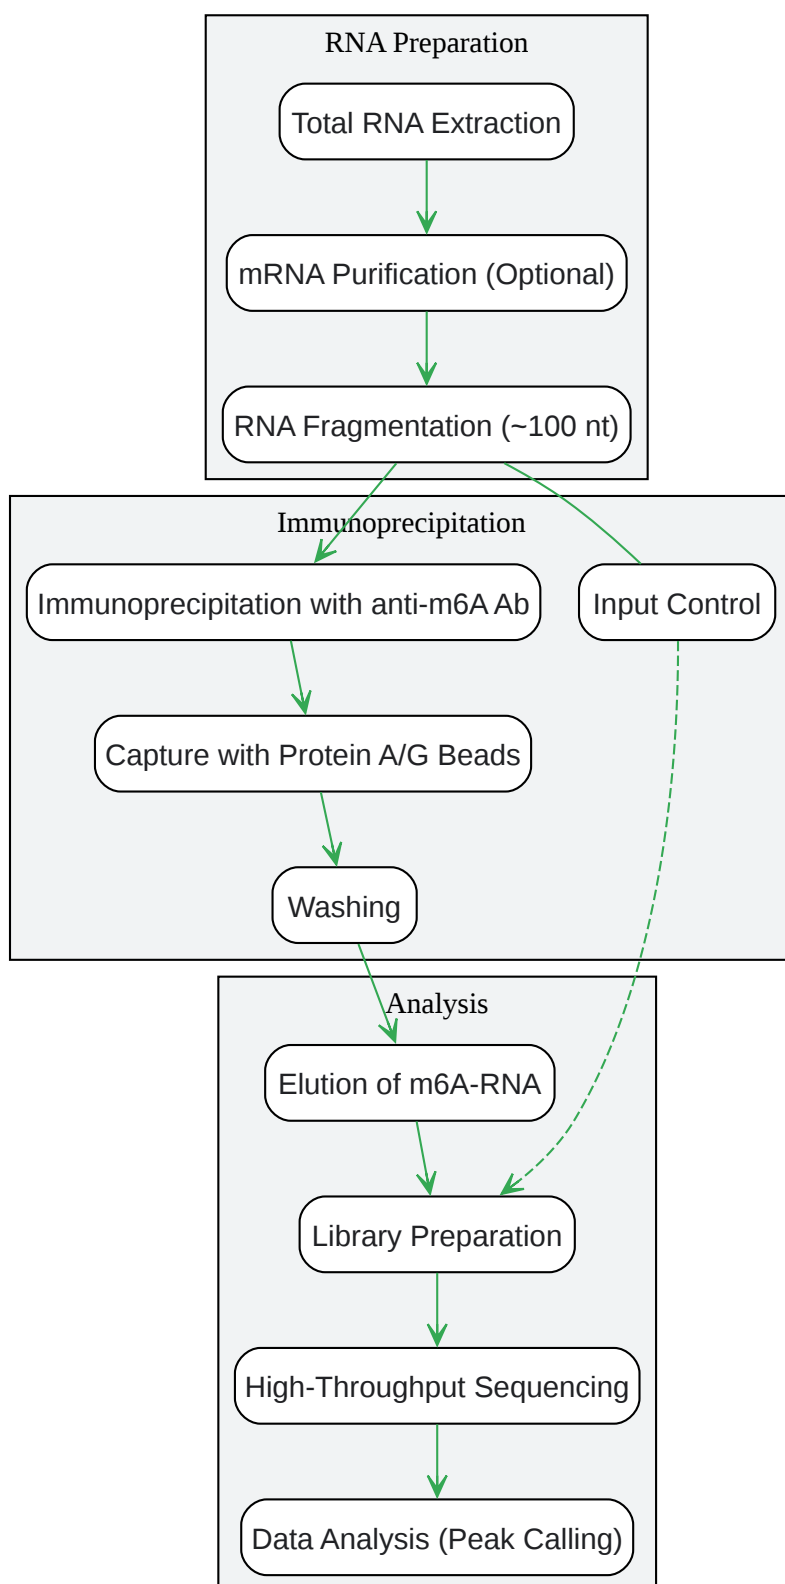 RNA Preparation
Total RNA Extraction
mRNA Purification (Optional)
RNA Fragmentation (~100 nt)
Immunoprecipitation
Immunoprecipitation with anti-m6A Ab
Input Control
Capture with Protein A/G Beads
Washing
Analysis
Elution of m6A-RNA
Library Preparation
High-Throughput Sequencing
Data Analysis (Peak Calling)